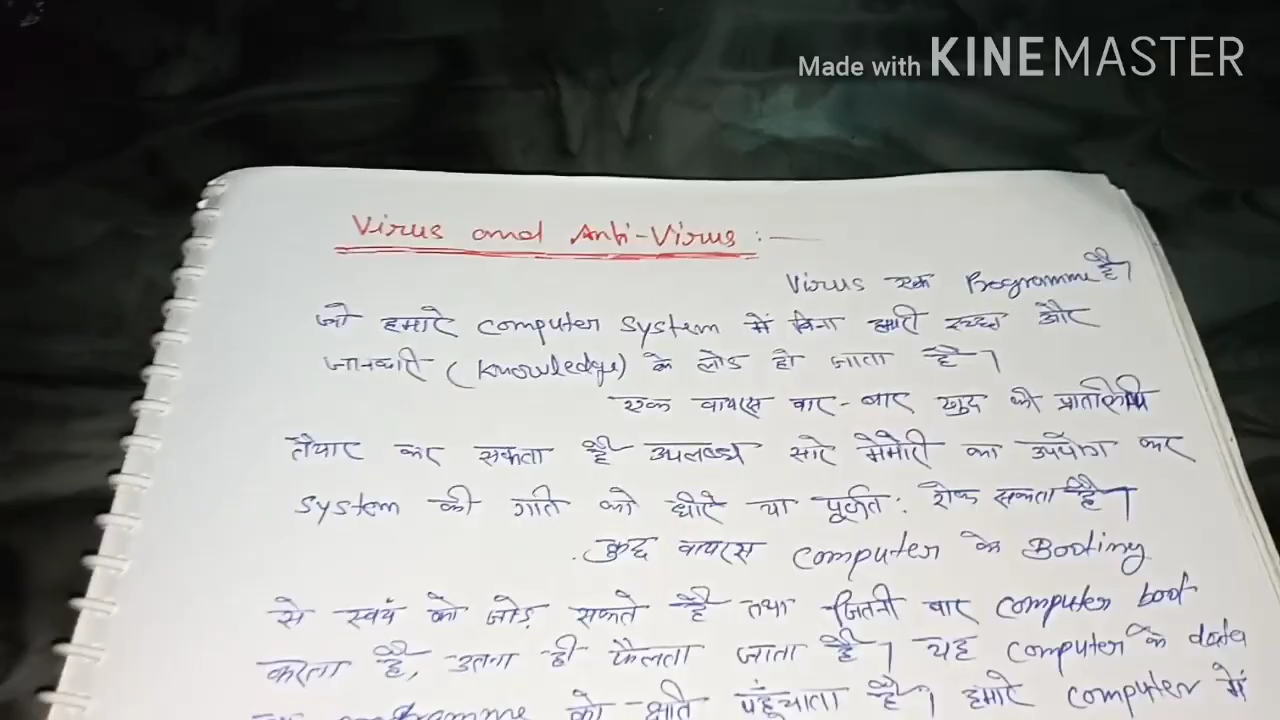 Made with KINEMASTER
Virus and Anti-Virus :—
Virus एक Programme है।
जो हमारे computer system में बिना हमारी इच्छा और
जानकारी (knowledge) के लोड हो जाता है।
एक वायरस बार-बार खुद की प्रतिलिपि
तैयार कर सकता है उपलब्ध सारे मेमोरी का उपयोग कर
system की गति को धीरे या पूर्णत: रोक सकता है।
कुछ वायरस computer के Booting
से स्वयं को जोड़ सकते है तथा जितनी बार computer boot
करता है, उतना ही फैलता जाता है। यह computer के data
programme को क्षति पहुंचाता है। हमारे computer में